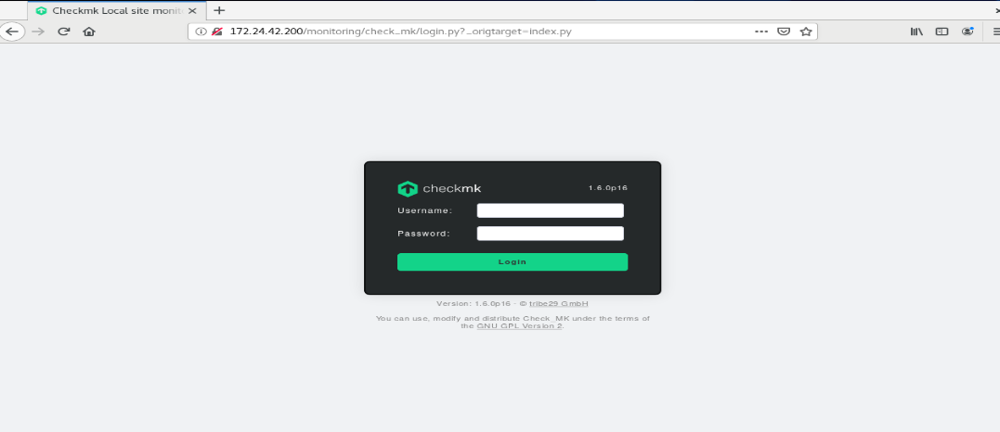 Checkmk Local site monit
172.24.42.200/monitoring/check_mk/login.py?_origtarget=index.py
checkmk 1.6.0p16
Username:
Password:
Login
Version: 1.6.0p16 - © tribe29 GmbH
You can use, modify and distribute Check_MK under the terms of
the GNU GPL Version 2.